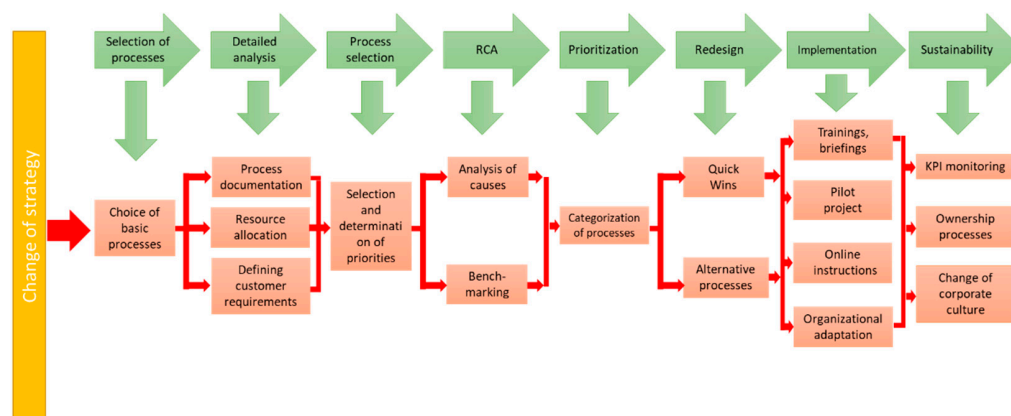 Change of strategy
Selection of
processes
Detailed
analysis
Process
selection
RCA
Prioritization
Redesign
Implementation
Sustainability
Choice of
basic
processes
Process
documentation
Resource
allocation
Defining
customer
requirements
Selection
and
determinati
on of
priorities
Analysis of
causes
Bench-
marking
Categorization
of processes
Quick
Wins
Alternative
processes
Trainings,
briefings
Pilot
project
Online
instructions
Organizational
adaptation
KPI monitoring
Ownership
processes
Change of
corporate
culture